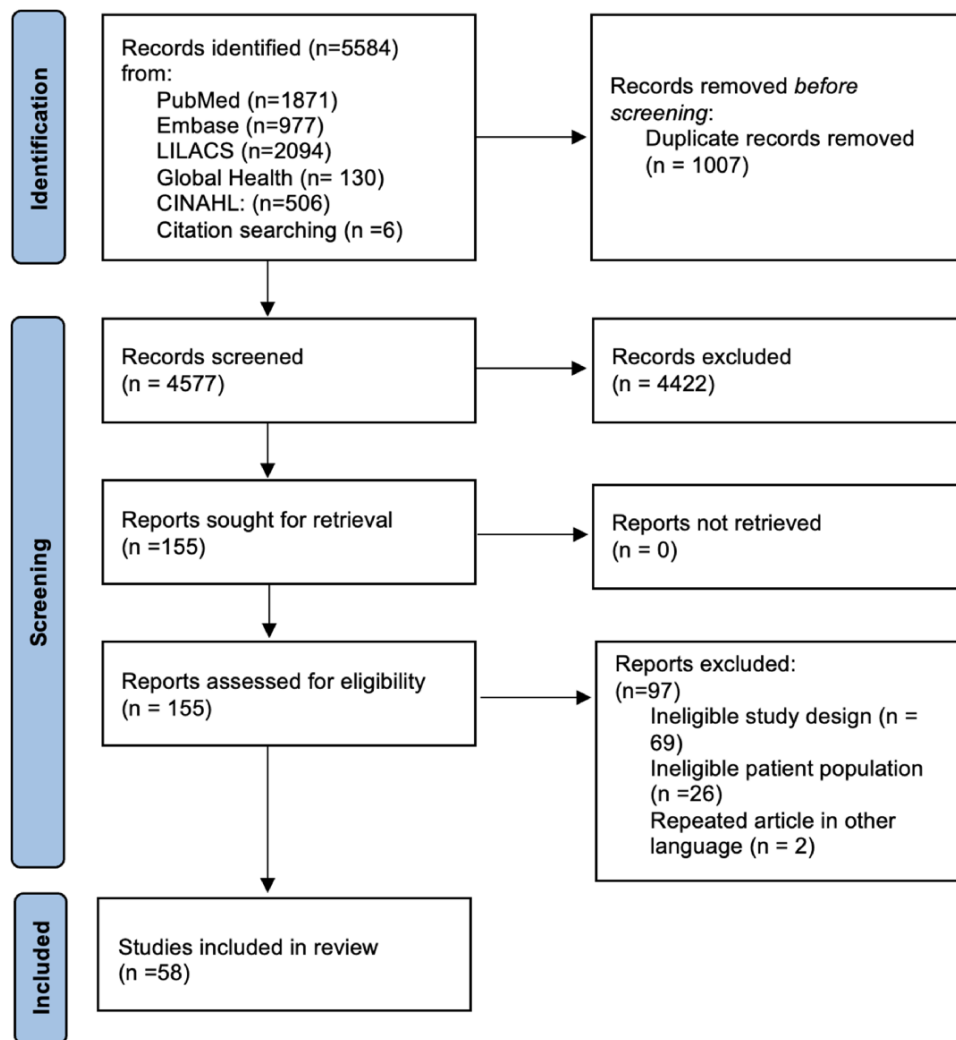 Identification
Records identified (n=5584)
from:
PubMed (n=1871)
Embase (n=977)
LILACS (n=2094)
Global Health (n= 130)
CINAHL: (n=506)
Citation searching (n =6)
Records removed before
screening:
Duplicate records removed
(n = 1007)
Screening
Records screened
(n = 4577)
Records excluded
(n = 4422)
Reports sought for retrieval
(n =155)
Reports not retrieved
(n = 0)
Reports assessed for eligibility
(n = 155)
Reports excluded:
(n=97)
Ineligible study design (n =
69)
Ineligible patient population
(n =26)
Repeated article in other
language (n = 2)
Included
Studies included in review
(n =58)